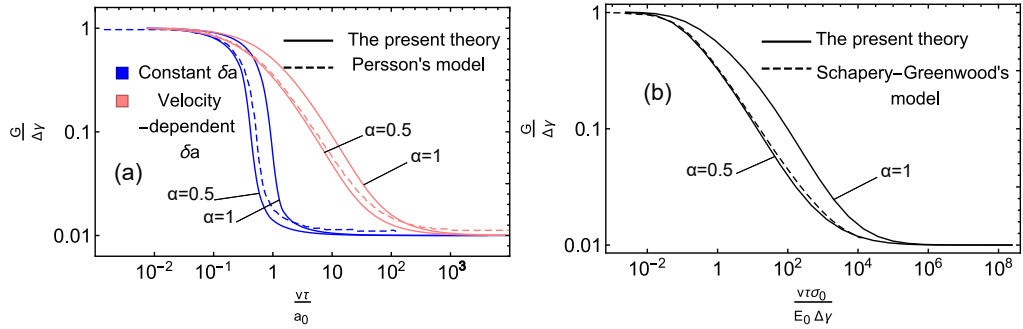 (a)
1
0.1
0.01
G
Δγ
The present theory
Persson's model
Constant δa
Velocity
-dependent
δa
α=0.5
α=1
α=0.5
α=1
10⁻² 10⁻¹ 1 10 10² 10³
vτ
a₀
(b)
1
0.1
0.01
G
Δγ
The present theory
Schapery-Greenwood's
model
α=0.5
α=1
10⁻² 1 10² 10⁴ 10⁶ 10⁸
vτσ₀
E₀ Δγ